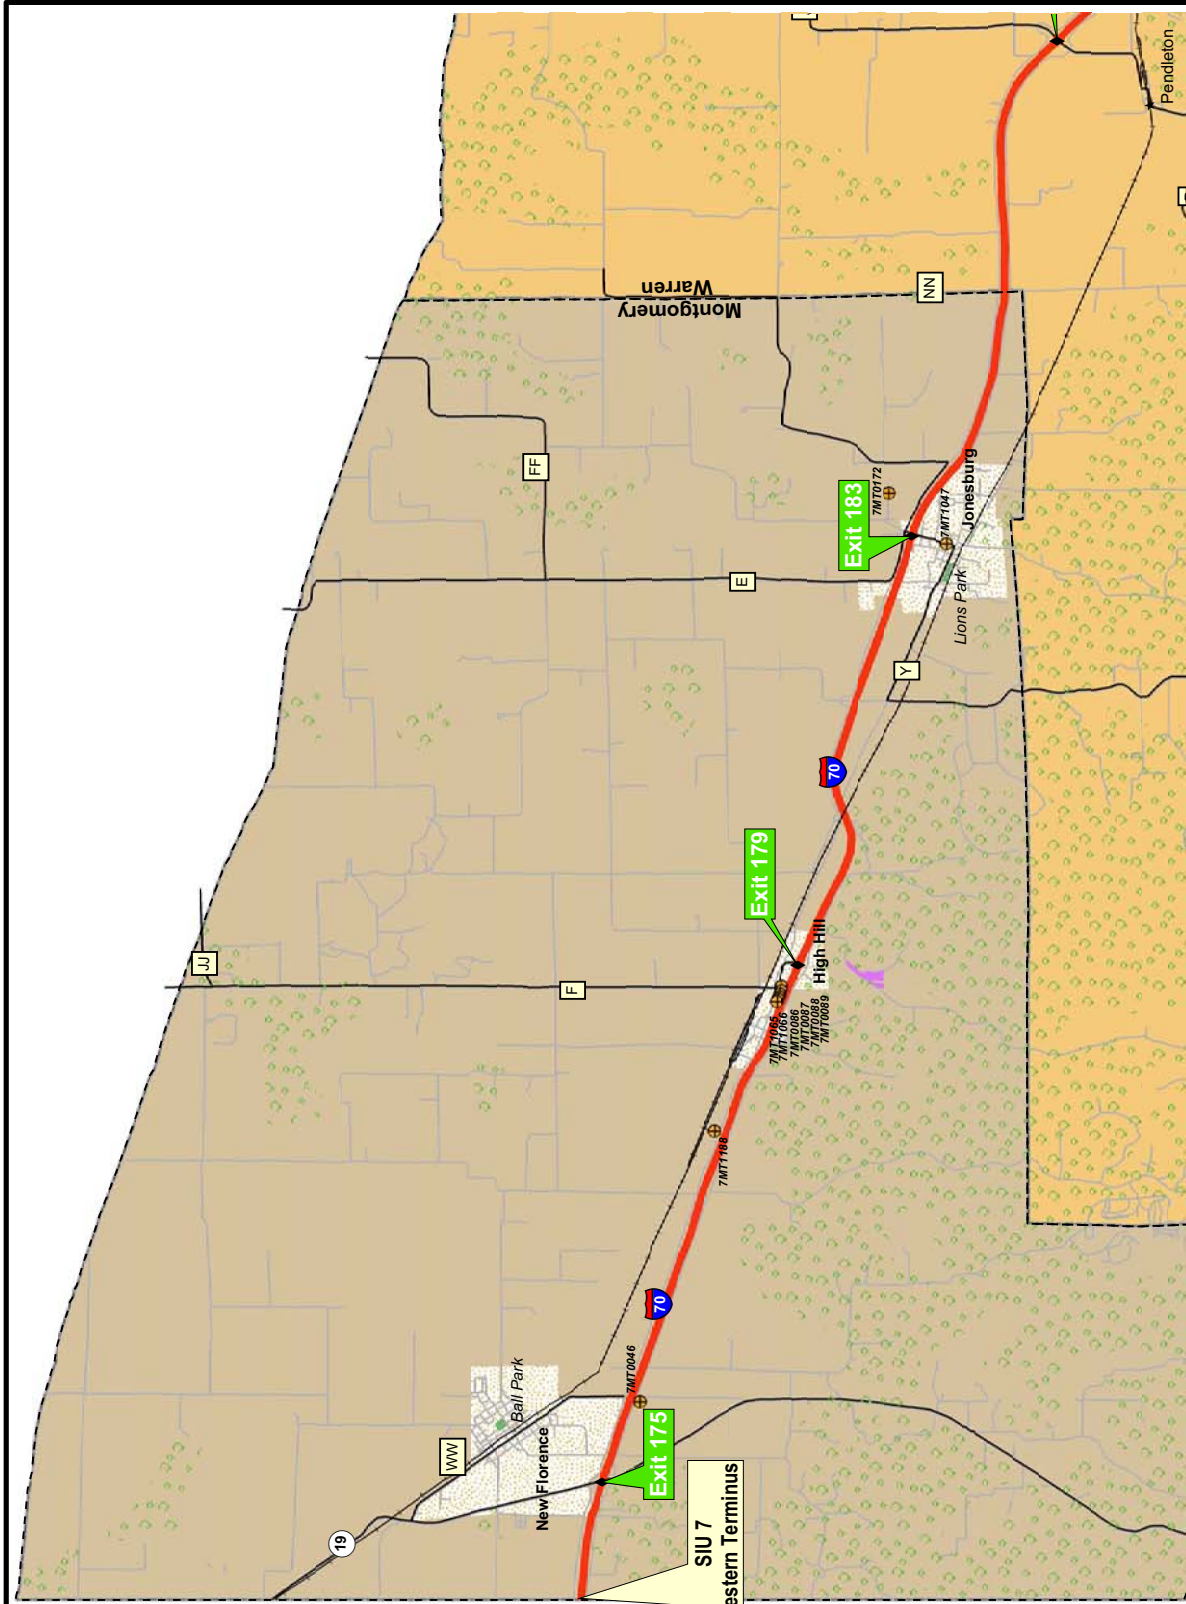 Pendleton
NN
Warren
Montgomery
FF
7MT0172
Exit 183
7MT1047
Jonesburg
E
Lions Park
Y
70
Exit 179
High Hill
JJ
F
7MT1065
7MT1066
7MT0086
7MT0087
7MT0088
7MT0089
7MT1188
70
7MT0046
Ball Park
WW
New Florence
Exit 175
19
SIU 7
estern Terminus